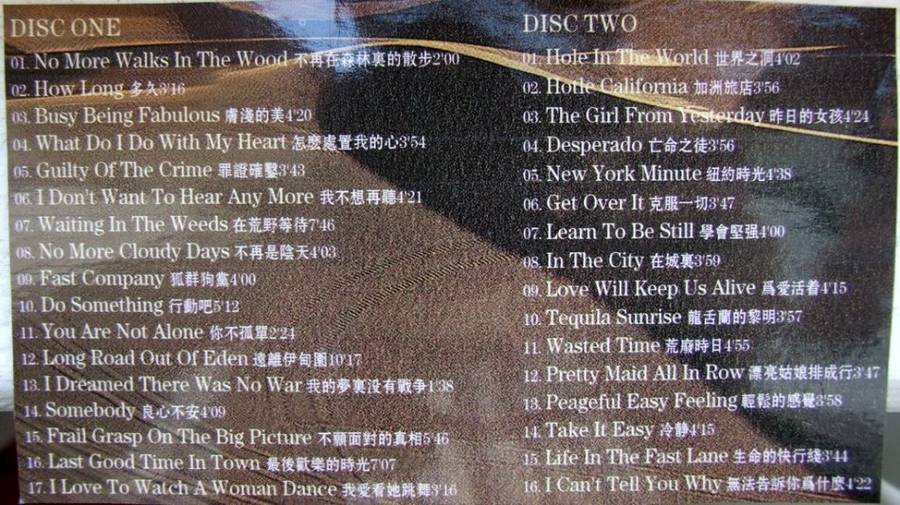 DISC ONE
01. No More Walks In The Wood 不再在森林裏的散步2'00
02. How Long 多久3'16
03. Busy Being Fabulous 膚淺的美4'20
04. What Do I Do With My Heart 怎麽處置我的心3'54
05. Guilty Of The Crime 罪證確鑿3'43
06. I Don't Want To Hear Any More 我不想再聽4'21
07. Waiting In The Weeds 在荒野等待7'46
08. No More Cloudy Days 不再是陰天4'03
09. Fast Company 狐群狗黨4'00
10. Do Something 行動吧5'12
11. You Are Not Alone 你不孤單2'24
12. Long Road Out Of Eden 遠離伊甸園10'17
13. I Dreamed There Was No War 我的夢裏没有戰争1'38
14. Somebody 良心不安4'09
15. Frail Grasp On The Big Picture 不願面對的真相5'46
16. Last Good Time In Town 最後歡樂的時光7'07
17. I Love To Watch A Woman Dance 我愛看她跳舞3'16
DISC TWO
01. Hole In The World 世界之洞4'02
02. Hotle California 加洲旅店3'56
03. The Girl From Yesterday 昨日的女孩4'24
04. Desperado 亡命之徒3'56
05. New York Minute 紐約時光4'38
06. Get Over It 克服一切3'47
07. Learn To Be Still 學會堅强4'00
08. In The City 在城裏3'59
09. Love Will Keep Us Alive 爲愛活着4'15
10. Tequila Sunrise 龍舌蘭的黎明3'57
11. Wasted Time 荒廢時日4'55
12. Pretty Maid All In Row 漂亮姑娘排成行3'47
13. Peageful Easy Feeling 輕鬆的感覺3'58
14. Take It Easy 冷静4'15
15. Life In The Fast Lane 生命的快行綫3'44
16. I Can't Tell You Why 無法告訴你爲什麽4'22